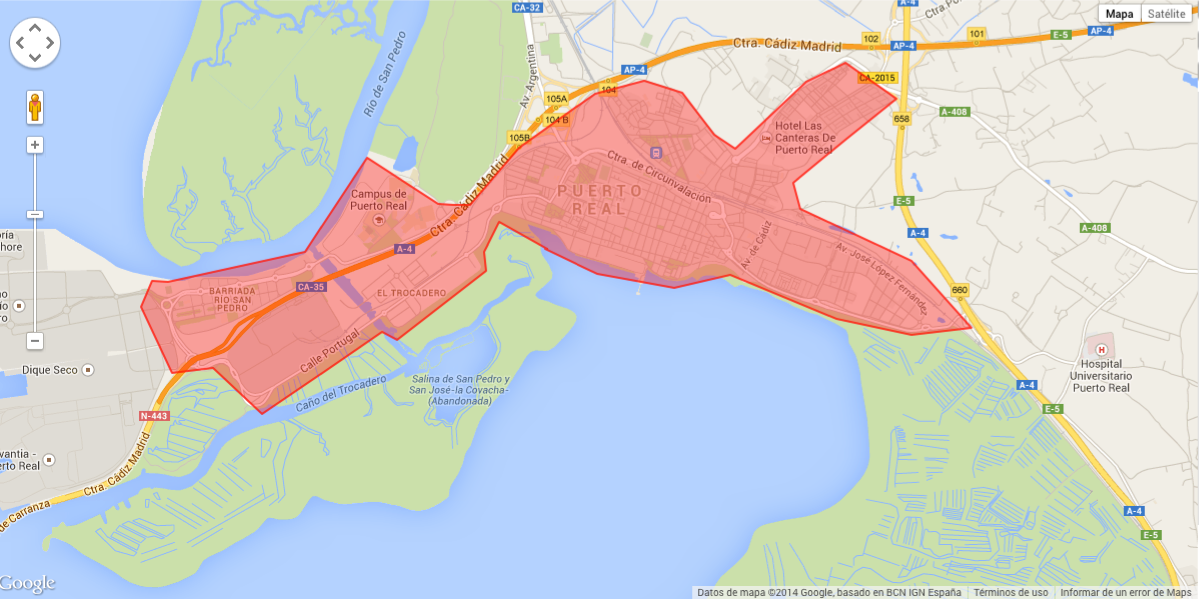 CA-32
A-4
Ctra Po
Mapa
Satélite
102
101
E-5
AP-4
Ctra. Cádiz Madrid
AP-4
Río de San Pedro
Av. Argentina
AP-4
CA-2015
104
105A
104 B
105B
A-408
658
Hotel Las
Canteras De
Puerto Real
Ctra. de Circunvalación
PUERTO
REAL
Campus de
Puerto Real
Ctra. Cádiz Madrid
E-5
A-4
A-408
A-4
Av. de Cádiz
Av. José López Fernández
CA-35
BARRIADA
RÍO SAN
PEDRO
EL TROCADERO
660
hore
Dique Seco
Calle Portugal
Caño del Trocadero
Salina de San Pedro y
San José-la Covacha-
(Abandonada)
H
Hospital
Universitario
Puerto Real
A-4
E-5
N-443
Ctra. Cádiz Madrid
vantia -
erto Real
de Carranza
A-4
E-5
Google
Datos de mapa ©2014 Google, basado en BCN IGN España
Términos de uso
Informar de un error de Maps